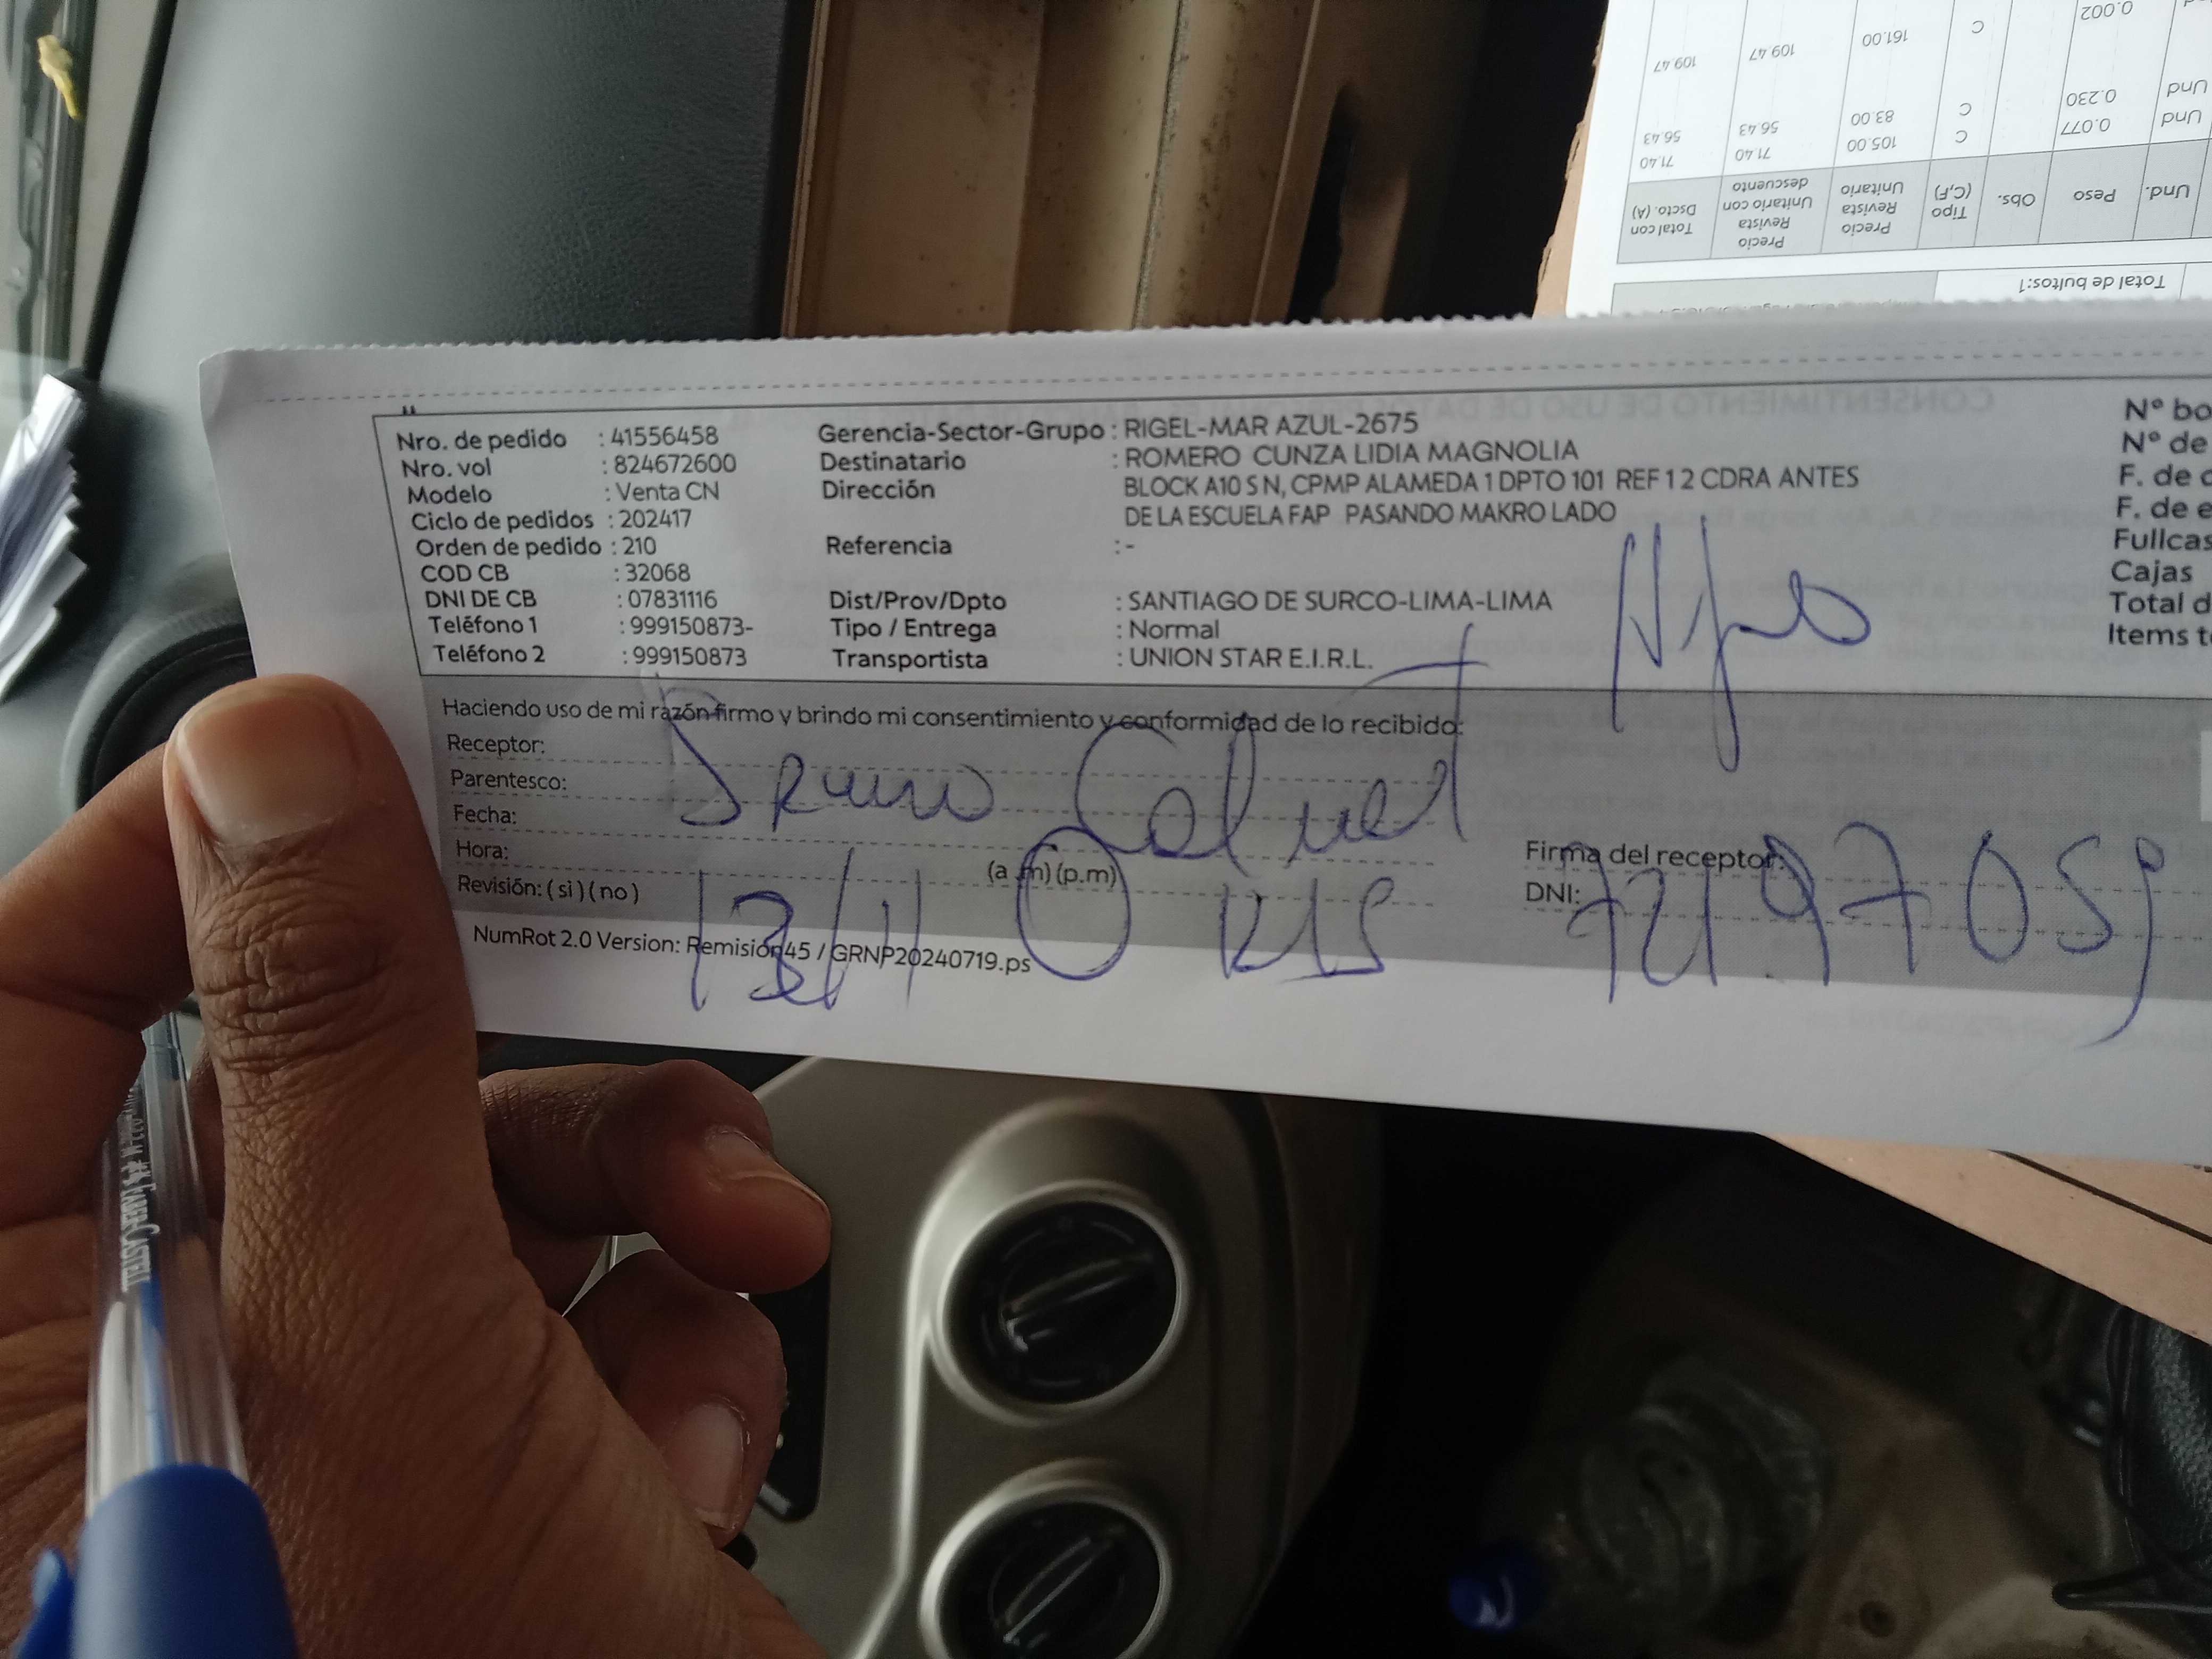 Nro. de pedido : 41556458
Nro. vol : 824672600
Modelo : Venta CN
Ciclo de pedidos : 202417
Orden de pedido : 210
COD CB : 32068
DNI DE CB : 07831116
Teléfono 1 : 999150873-
Teléfono 2 : 999150873
Gerencia-Sector-Grupo : RIGEL-MAR AZUL-2675
Destinatario : ROMERO CUNZA LIDIA MAGNOLIA
Dirección BLOCK A10 S N, CPMP ALAMEDA 1 DPTO 101 REF 1 2 CDRA ANTES
DE LA ESCUELA FAP PASANDO MAKRO LADO
Referencia : -
Dist/Prov/Dpto : SANTIAGO DE SURCO-LIMA-LIMA
Tipo / Entrega : Normal
Transportista : UNION STAR E.I.R.L.
Nº bo
Nº de
F. de
F. de e
Fullcas
Cajas
Total d
Items t
Haciendo uso de mi razón firmo y brindo mi consentimiento y conformidad de lo recibido:
Receptor:
Parentesco:
Fecha:
Hora: (a.m) (p.m)
Revisión: ( si ) ( no )
Firma del receptor:
DNI:
NumRot 2.0 Version: Remisión45 / GRNP20240719.ps
Total de bultos:1
Und. Peso Obs. Tipo (C,F) Precio Revista Unitario Precio Revista Unitario con descuento Total con Dscto. (A)
Und 0.077 C 105.00 71.40 71.40
Und 0.230 C 83.00 56.43 56.43
0.002 C 161.00 109.47 109.47